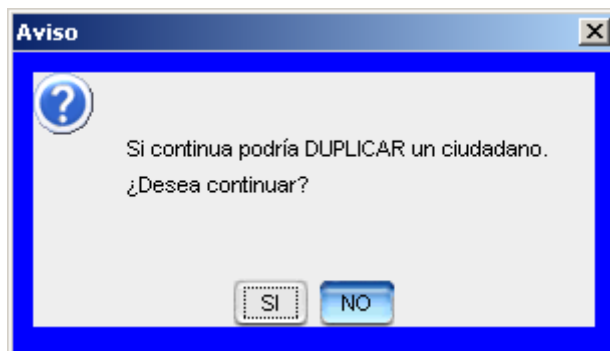 Aviso
Si continua podría DUPLICAR un ciudadano.
¿Desea continuar?
SI
NO